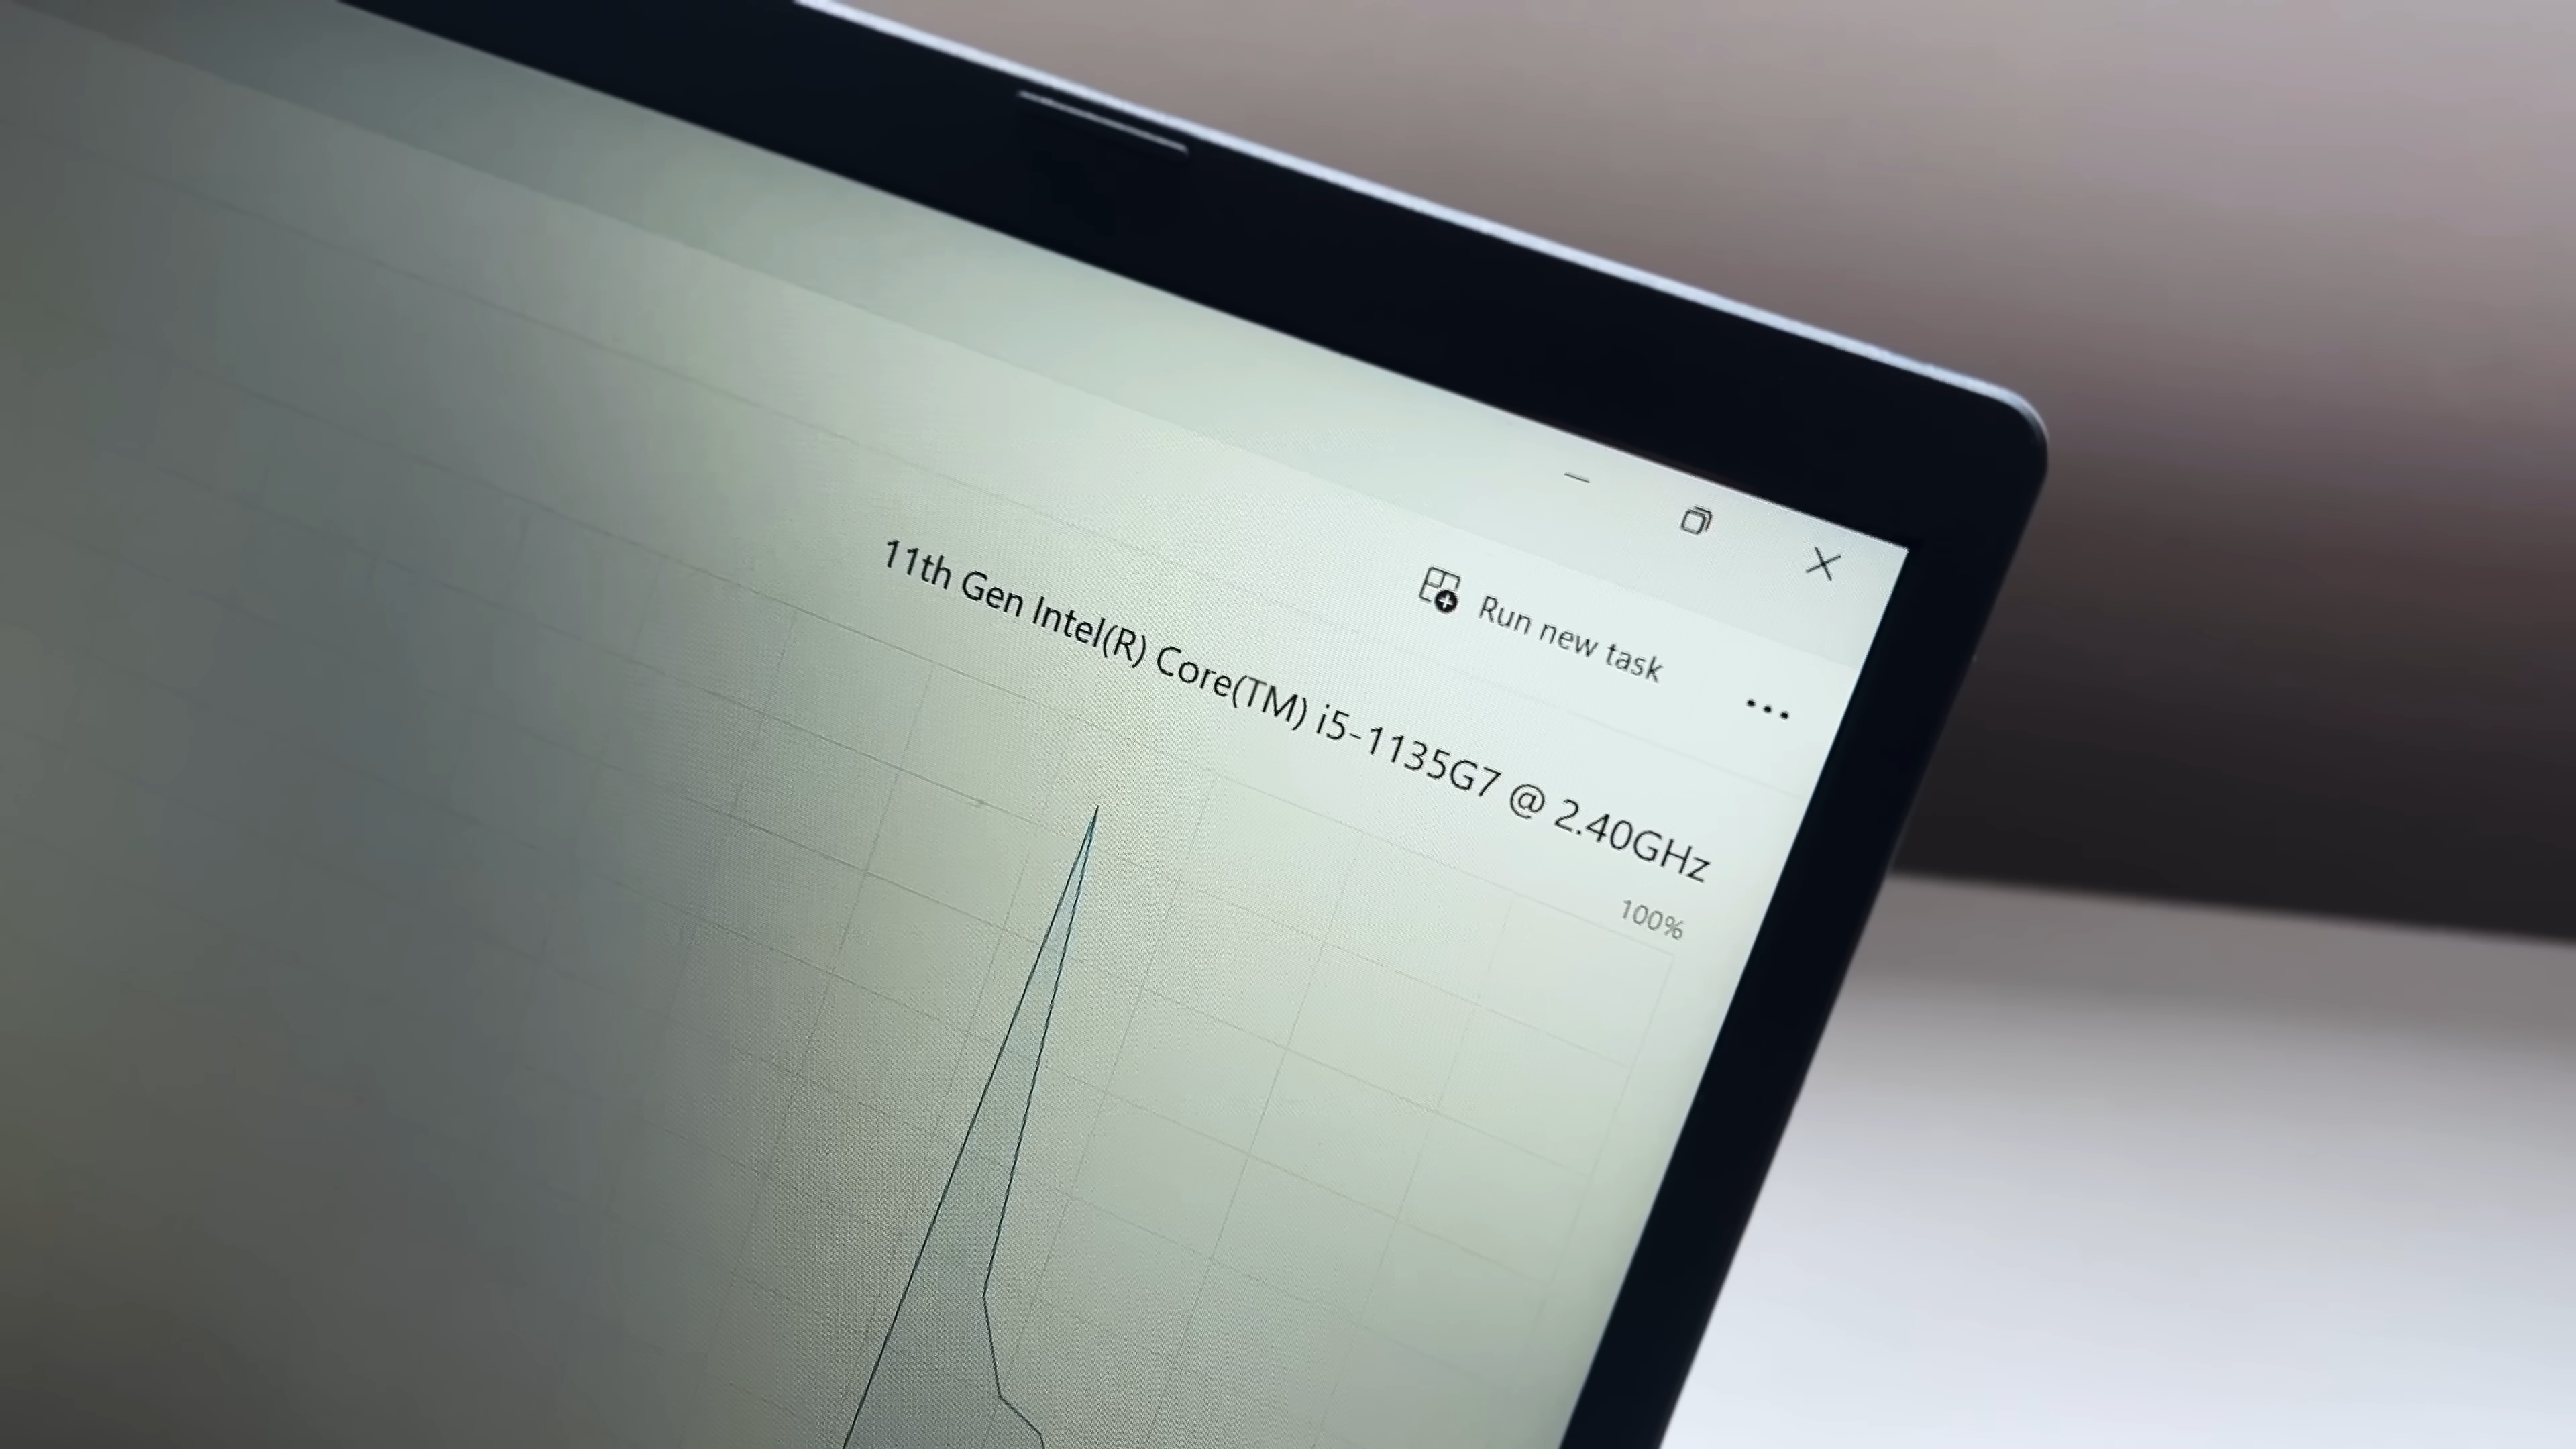 Run new task
11th Gen Intel(R) Core(TM) i5-1135G7 @ 2.40GHz
100%